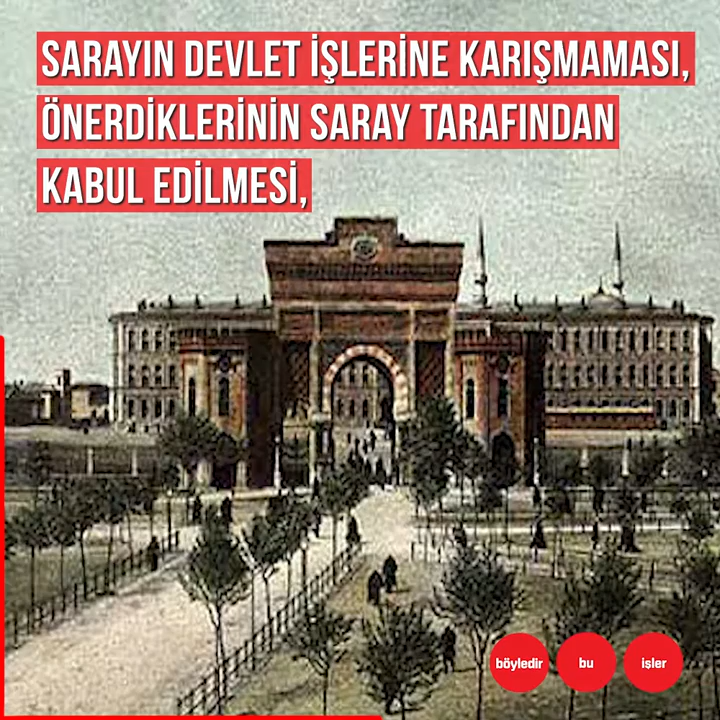 SARAYIN DEVLET İŞLERİNE KARIŞMAMASI,
ÖNERDİKLERİNİN SARAY TARAFINDAN
KABUL EDİLMESİ,
böyledir bu işler